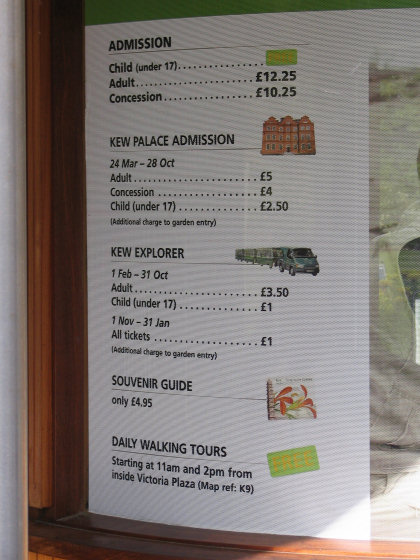 ADMISSION
Child (under 17)................
Adult........................... £12.25
Concession.................... £10.25
KEW PALACE ADMISSION
24 Mar – 28 Oct
Adult........................... £5
Concession.................... £4
Child (under 17)................ £2.50
(Additional charge to garden entry)
KEW EXPLORER
1 Feb – 31 Oct
Adult........................... £3.50
Child (under 17)................ £1
1 Nov – 31 Jan
All tickets...................... £1
(Additional charge to garden entry)
SOUVENIR GUIDE
only £4.95
DAILY WALKING TOURS
Starting at 11am and 2pm from
inside Victoria Plaza (Map ref: K9)
FREE